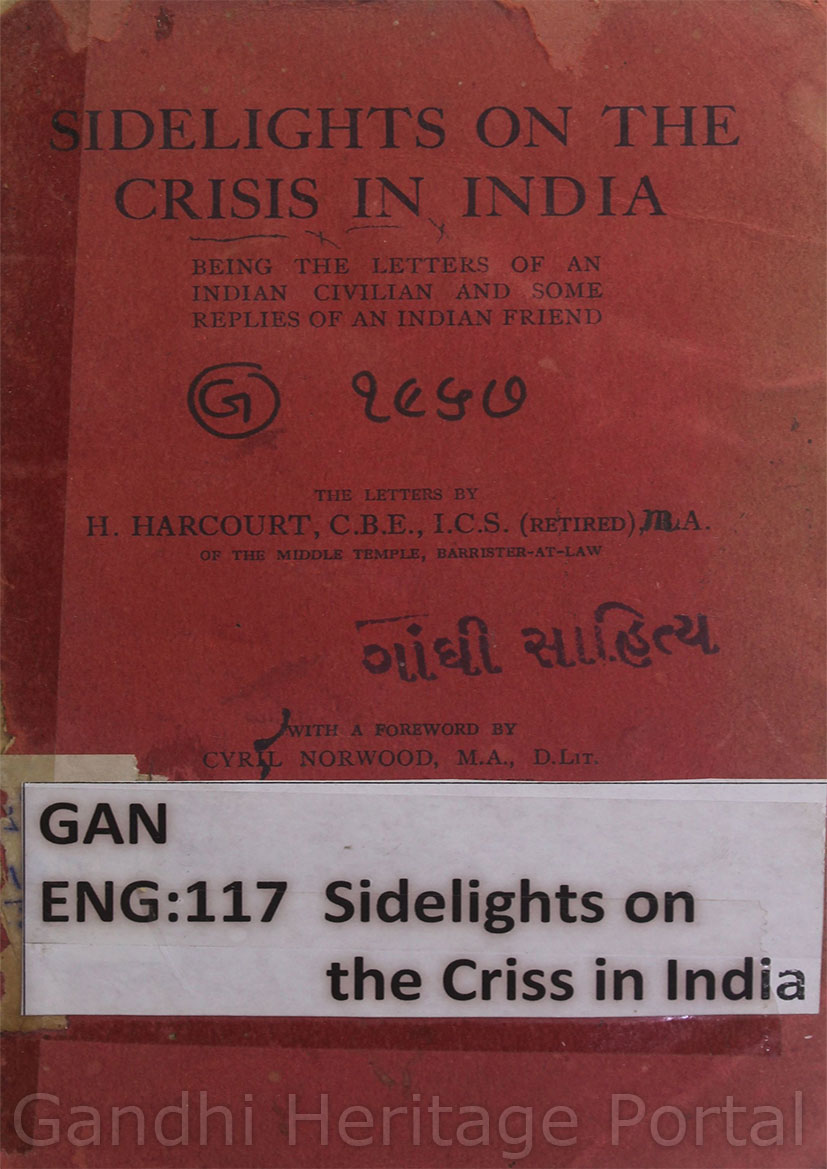 SIDELIGHTS ON THE
CRISIS IN INDIA
BEING THE LETTERS OF AN
INDIAN CIVILIAN AND SOME
REPLIES OF AN INDIAN FRIEND
G ૧૯૬૭
THE LETTERS BY
H. HARCOURT, C.B.E., I.C.S. (RETIRED), M.A.
OF THE MIDDLE TEMPLE, BARRISTER-AT-LAW
ગાંધી સાહિત્ય
WITH A FOREWORD BY
CYRIL NORWOOD, M.A., D.LIT.
GAN
ENG:117 Sidelights on
the Criss in India
Gandhi Heritage Portal